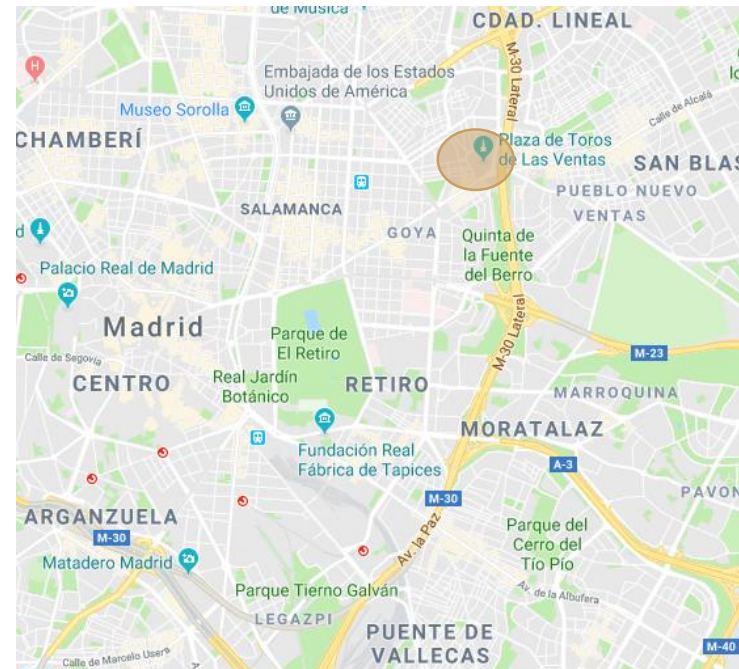 de Música
CDAD. LINEAL
M-30 Lateral
H
Embajada de los Estados
Unidos de América
Museo Sorolla
Calle de Alcalá
CHAMBERÍ
Plaza de Toros
de Las Ventas
SAN BLAS
PUEBLO NUEVO
VENTAS
SALAMANCA
GOYA
d
Quinta de
la Fuente
del Berro
Palacio Real de Madrid
M-30 Lateral
Madrid
Parque de
El Retiro
M-23
Calle de Segovia
CENTRO
Real Jardín
Botánico
RETIRO
MARROQUINA
MORATALAZ
Fundación Real
Fábrica de Tapices
A-3
M-30
PAVON
ARGANZUELA
M-30
Av. la Paz
Parque del
Cerro del
Tío Pío
Matadero Madrid
Parque Tierno Galván
Av. de la Albufera
LEGAZPI
PUENTE DE
VALLECAS
M-40
Calle de Marcelo Usera